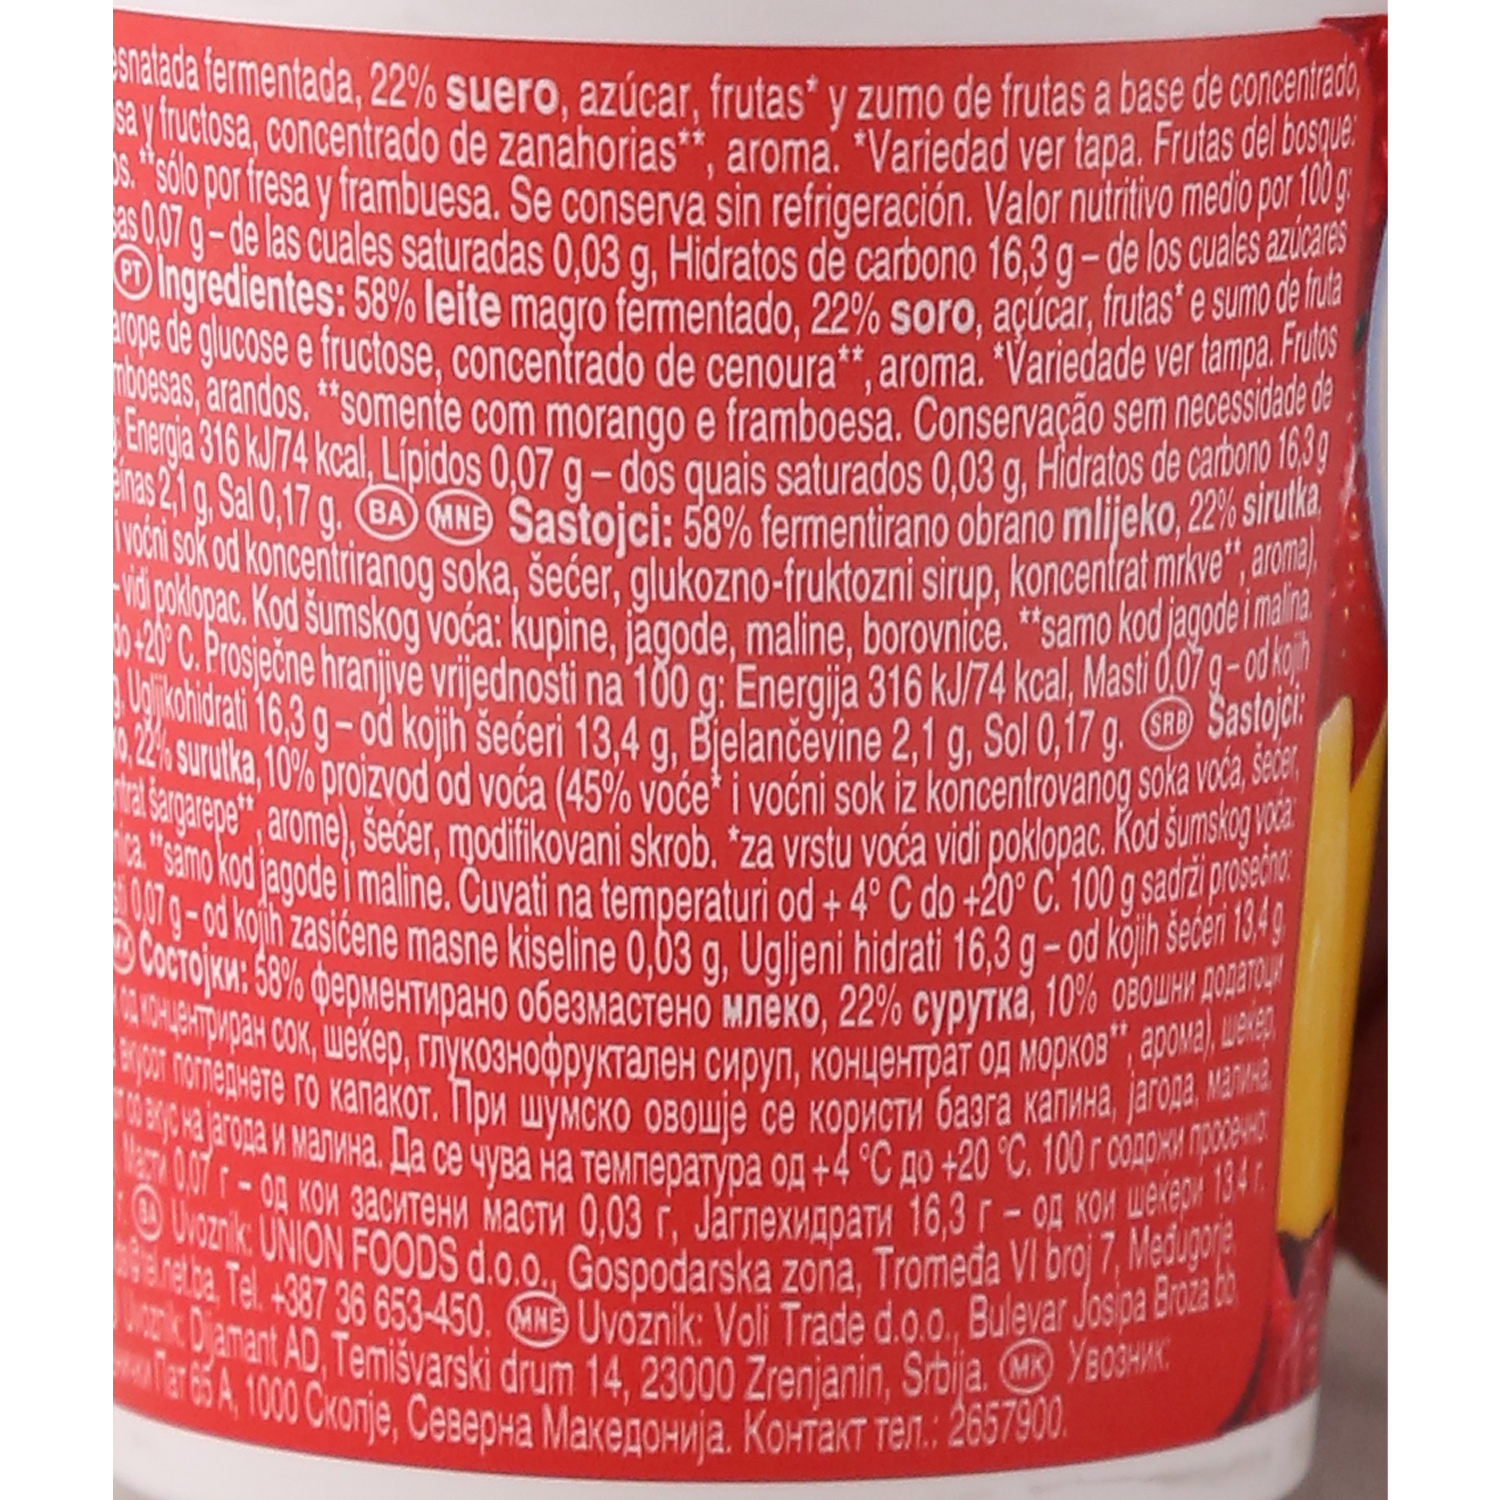 esnatada fermentada, 22% suero, azúcar, frutas* y zumo de frutas a base de concentrado,
sa y fructosa, concentrado de zanahorias**, aroma. *Variedad ver tapa. Frutas del bosque:
os. **sólo por fresa y frambuesa. Se conserva sin refrigeración. Valor nutritivo medio por 100 g:
sas 0,07 g – de las cuales saturadas 0,03 g, Hidratos de carbono 16,3 g – de los cuales azúcares
PT Ingredientes: 58% leite magro fermentado, 22% soro, açúcar, frutas* e sumo de fruta
arope de glucose e fructose, concentrado de cenoura**, aroma. *Variedade ver tampa. Frutos
mboesas, arandos. **somente com morango e framboesa. Conservação sem necessidade de
g: Energia 316 kJ/74 kcal, Lípidos 0,07 g – dos quais saturados 0,03 g, Hidratos de carbono 16,3 g
eínas 2,1 g, Sal 0,17 g. BA MNE Sastojci: 58% fermentirano obrano mlijeko, 22% sirutka,
i voćni sok od koncentriranog soka, šećer, glukozno-fruktozni sirup, koncentrat mrkve**, aroma),
– vidi poklopac. Kod šumskog voća: kupine, jagode, maline, borovnice. **samo kod jagode i malina.
do +20° C. Prosječne hranjive vrijednosti na 100 g: Energija 316 kJ/74 kcal, Masti 0,07 g – od kojih
g, Ugljikohidrati 16,3 g – od kojih šećeri 13,4 g, Bjelančevine 2,1 g, Sol 0,17 g. SRB Sastojci:
o, 22% surutka, 10% proizvod od voća (45% voće* i voćni sok iz koncentrovanog soka voća, šećer,
ntrat šargarepe**, arome), šećer, modifikovani skrob. *za vrstu voća vidi poklopac. Kod šumskog voća:
ica. **samo kod jagode i maline. Čuvati na temperaturi od + 4° C do +20° C. 100 g sadrži prosečno:
sti 0,07 g – od kojih zasićene masne kiseline 0,03 g, Ugljeni hidrati 16,3 g – od kojih šećeri 13,4 g,
MK Состојки: 58% ферментирано обезмастено млеко, 22% сурутка, 10% овошни додатоци
од концентриран сок, шеќер, глукознофруктален сируп, концентрат од морков**, арома), шеќер,
вкусот погледнете го капакот. При шумско овошје се користи базга капина, јагода, малина,
со вкус на јагода и малина. Да се чува на температура од +4 °C до +20 °C. 100 г содржи просечно:
Масти 0,07 г – од кои заситени масти 0,03 г, Јаглехидрати 16,3 г – од кои шеќери 13,4 г,
BA Uvoznik: UNION FOODS d.o.o., Gospodarska zona, Tromeđa VI broj 7, Međugorje,
net.ba, Tel. +387 36 653-450. MNE Uvoznik: Voli Trade d.o.o., Bulevar Josipa Broza bb,
Uvoznik: Dijamant AD, Temišvarski drum 14, 23000 Zrenjanin, Srbija. MK Увозник:
Пат 65 А, 1000 Скопје, Северна Македонија. Контакт тел.: 2657900.